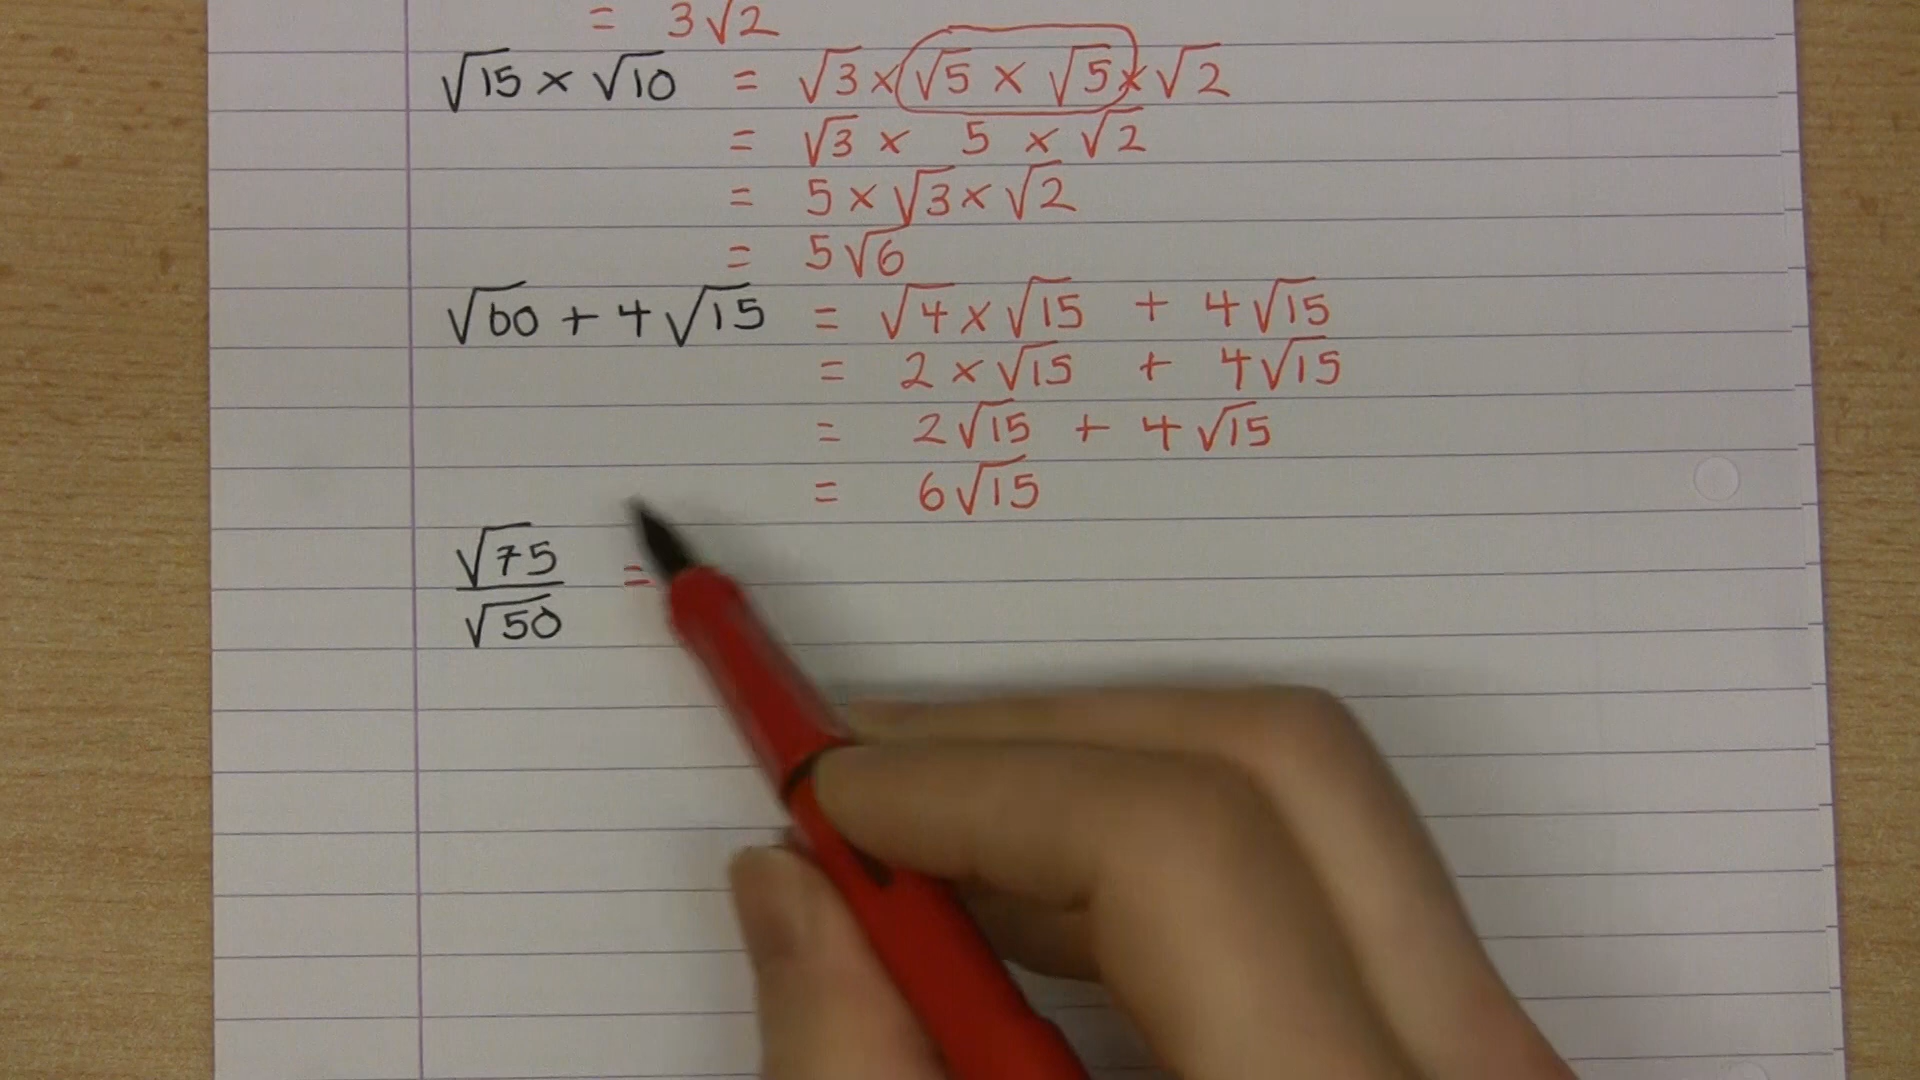 = 3√2
√15 × √10 = √3 × √5 × √5 × √2
= √3 × 5 × √2
= 5 × √3 × √2
= 5√6
√60 + 4√15 = √4 × √15 + 4√15
= 2 × √15 + 4√15
= 2√15 + 4√15
= 6√15
√75
√50 =